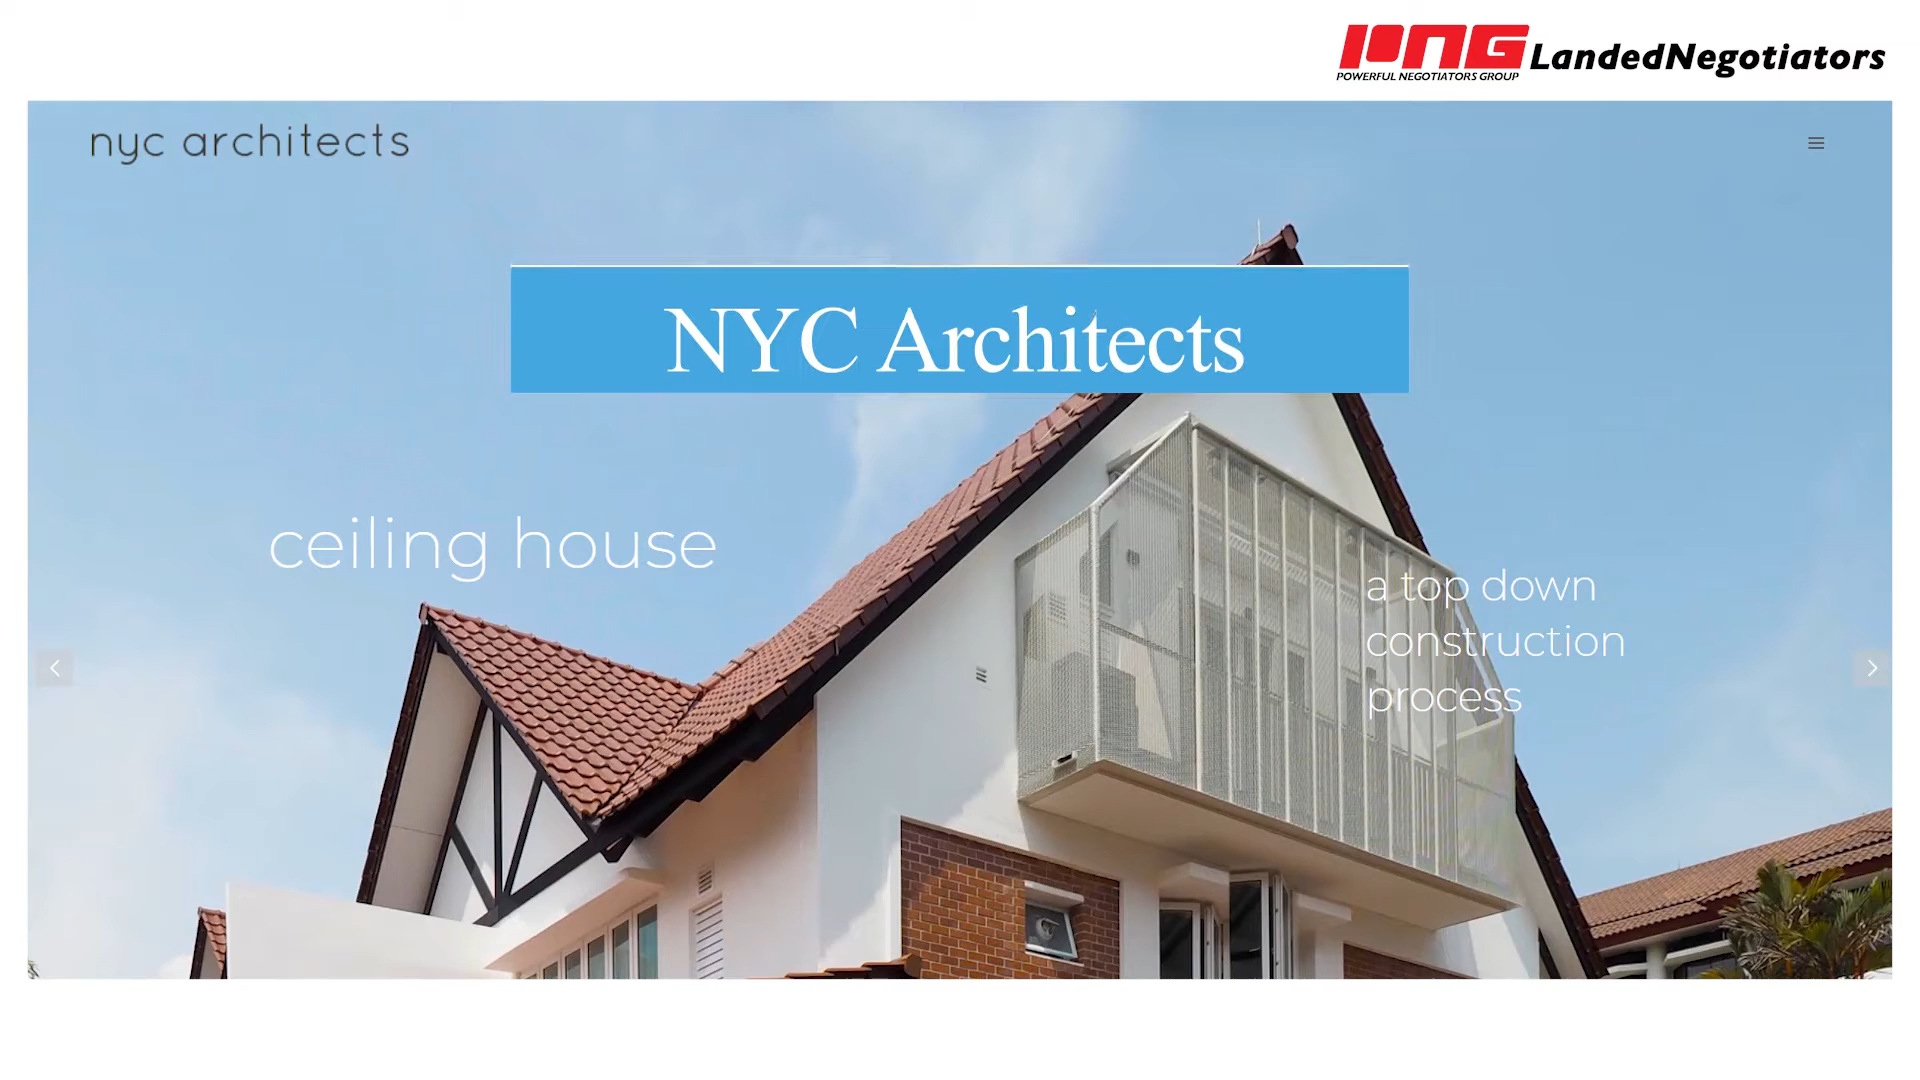 PNG LandedNegotiators
POWERFUL NEGOTIATORS GROUP
nyc architects
NYC Architects
ceiling house
a top down
construction
process